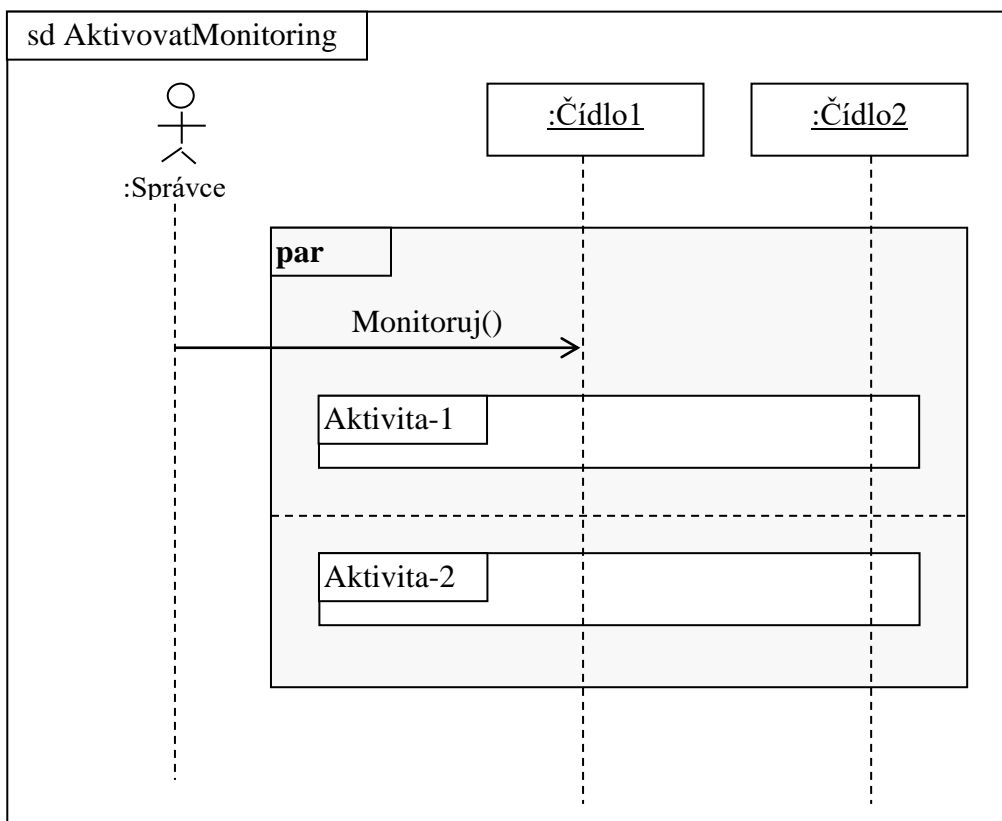 sd AktivovatMonitoring
:Čídlo1
:Čídlo2
:Správce
par
Monitoruj()
Aktivita-1
Aktivita-2